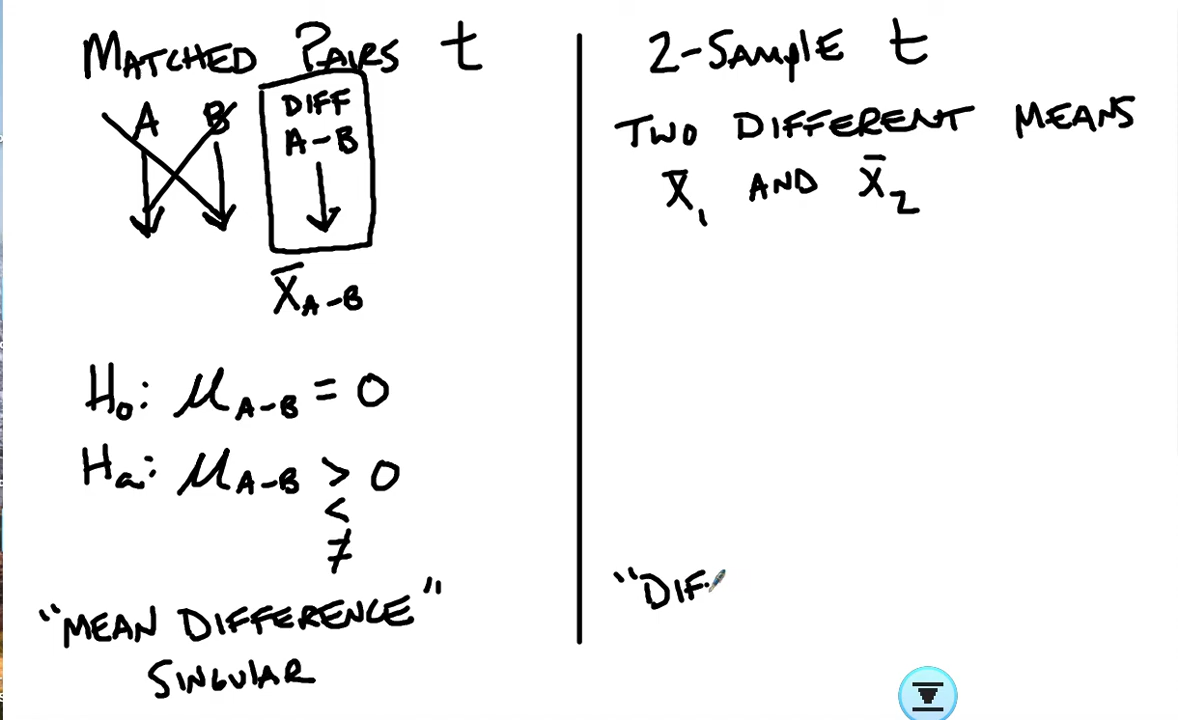 MATCHED PAIRS t
A B DIFF
A-B
X̄A-B
H₀: μA-B = 0
Hₐ: μA-B > 0
<
≠
"MEAN DIFFERENCE"
SINGULAR
2-SAMPLE t
TWO DIFFERENT MEANS
X̄₁ AND X̄₂
"DIF